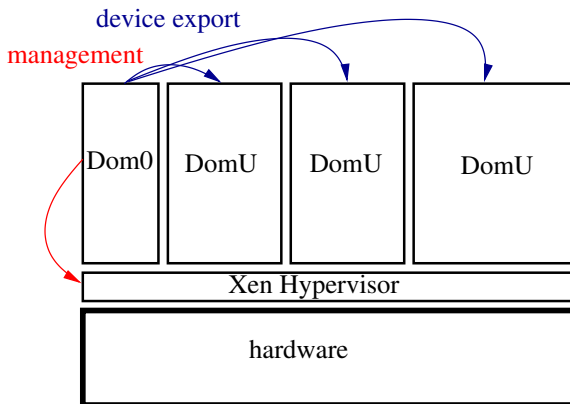 device export
management
Dom0
DomU
DomU
DomU
Xen Hypervisor
hardware